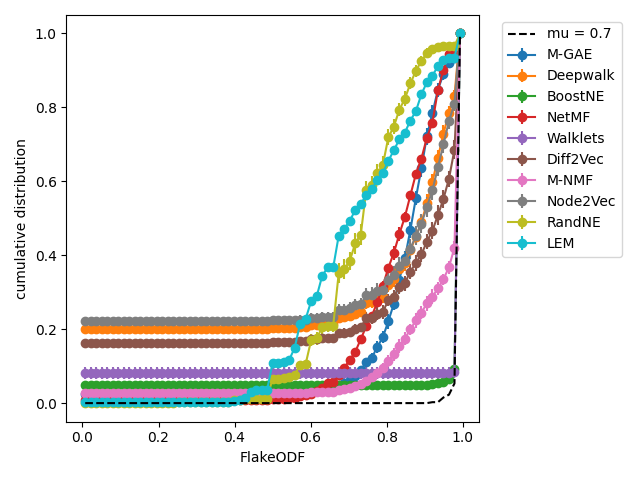 mu = 0.7
M-GAE
Deepwalk
BoostNE
NetMF
Walklets
Diff2Vec
M-NMF
Node2Vec
RandNE
LEM
cumulative distribution
1.0
0.8
0.6
0.4
0.2
0.0
0.0 0.2 0.4 0.6 0.8 1.0
FlakeODF